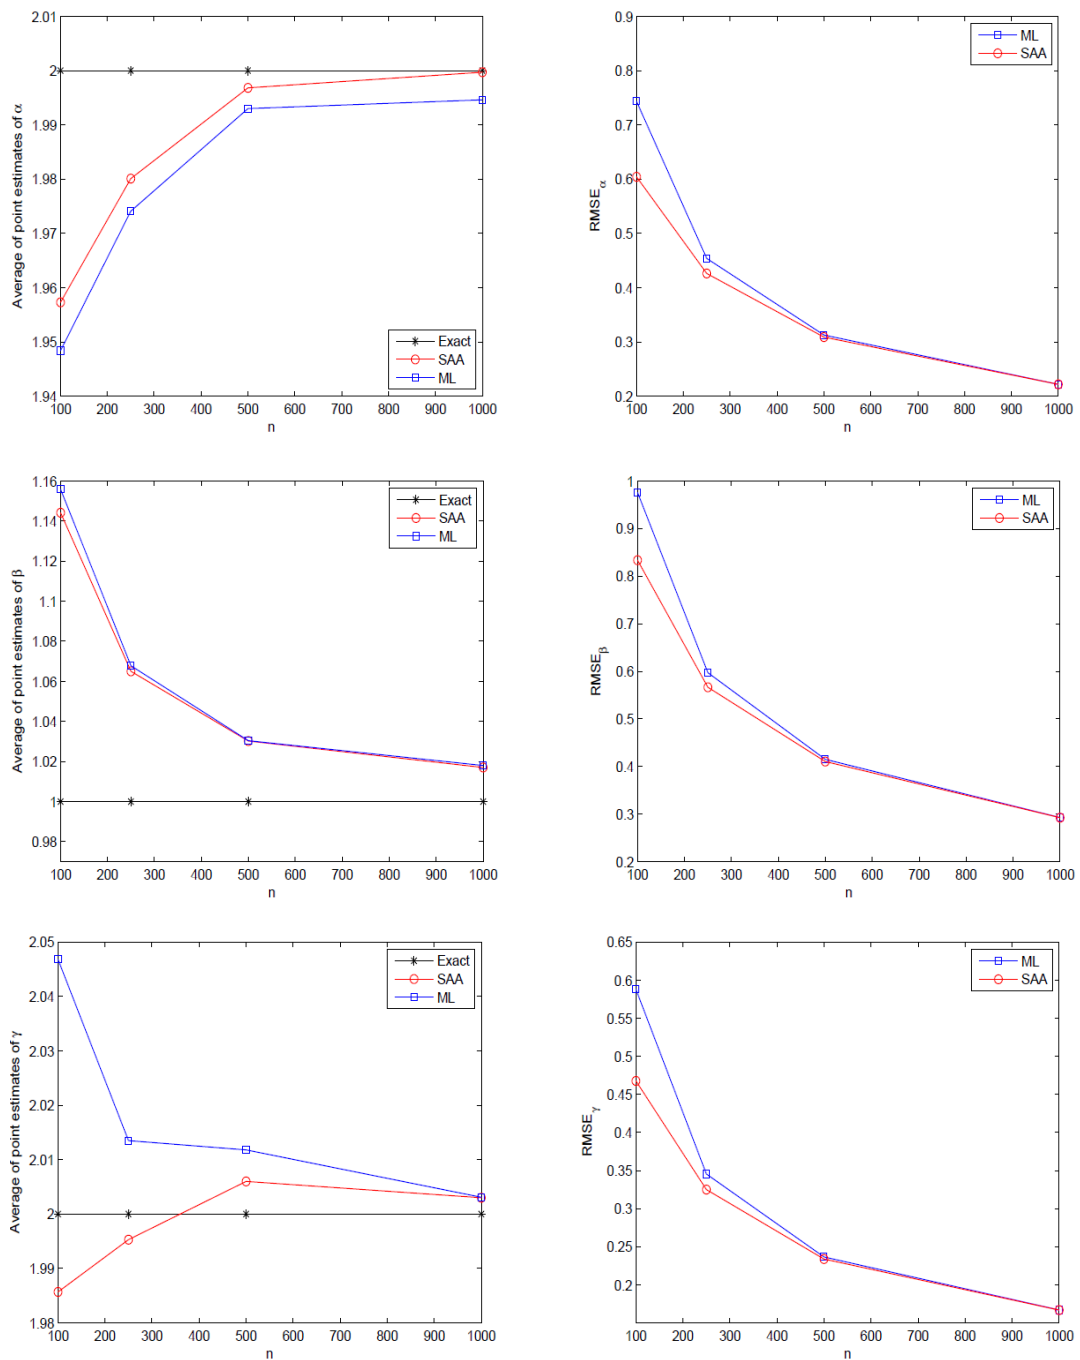 Average of point estimates of α
2.01
2
1.99
1.98
1.97
1.96
1.95
1.94
Exact
SAA
ML
100 200 300 400 500 600 700 800 900 1000
n
RMSEα
0.9
0.8
0.7
0.6
0.5
0.4
0.3
0.2
ML
SAA
100 200 300 400 500 600 700 800 900 1000
n
Average of point estimates of β
1.16
1.14
1.12
1.1
1.08
1.06
1.04
1.02
1
0.98
Exact
SAA
ML
100 200 300 400 500 600 700 800 900 1000
n
RMSEβ
1
0.9
0.8
0.7
0.6
0.5
0.4
0.3
0.2
ML
SAA
100 200 300 400 500 600 700 800 900 1000
n
Average of point estimates of γ
2.05
2.04
2.03
2.02
2.01
2
1.99
1.98
Exact
SAA
ML
100 200 300 400 500 600 700 800 900 1000
n
RMSEγ
0.65
0.6
0.55
0.5
0.45
0.4
0.35
0.3
0.25
0.2
ML
SAA
100 200 300 400 500 600 700 800 900 1000
n